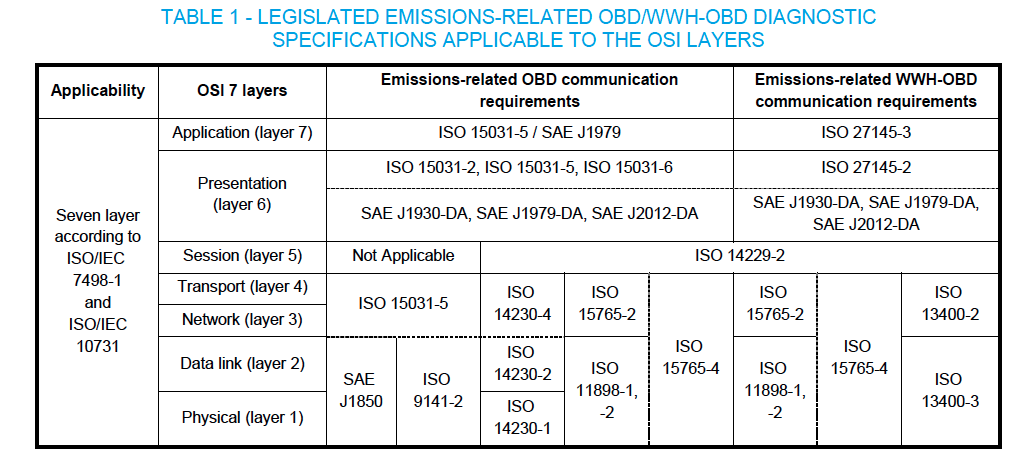 TABLE 1 - LEGISLATED EMISSIONS-RELATED OBD/WWH-OBD DIAGNOSTIC
SPECIFICATIONS APPLICABLE TO THE OSI LAYERS
Applicability
OSI 7 layers
Emissions-related OBD communication
requirements
Emissions-related WWH-OBD
communication requirements
Seven layer
according to
ISO/IEC
7498-1
and
ISO/IEC
10731
Application (layer 7)
ISO 15031-5 / SAE J1979
ISO 27145-3
Presentation
(layer 6)
ISO 15031-2, ISO 15031-5, ISO 15031-6
ISO 27145-2
SAE J1930-DA, SAE J1979-DA, SAE J2012-DA
SAE J1930-DA, SAE J1979-DA,
SAE J2012-DA
Session (layer 5)
Not Applicable
ISO 14229-2
Transport (layer 4)
Network (layer 3)
ISO 15031-5
ISO
14230-4
ISO
15765-2
ISO
15765-4
ISO
15765-2
ISO
15765-4
ISO
13400-2
Data link (layer 2)
Physical (layer 1)
SAE
J1850
ISO
9141-2
ISO
14230-2
ISO
14230-1
ISO
11898-1,
-2
ISO
11898-1,
-2
ISO
13400-3